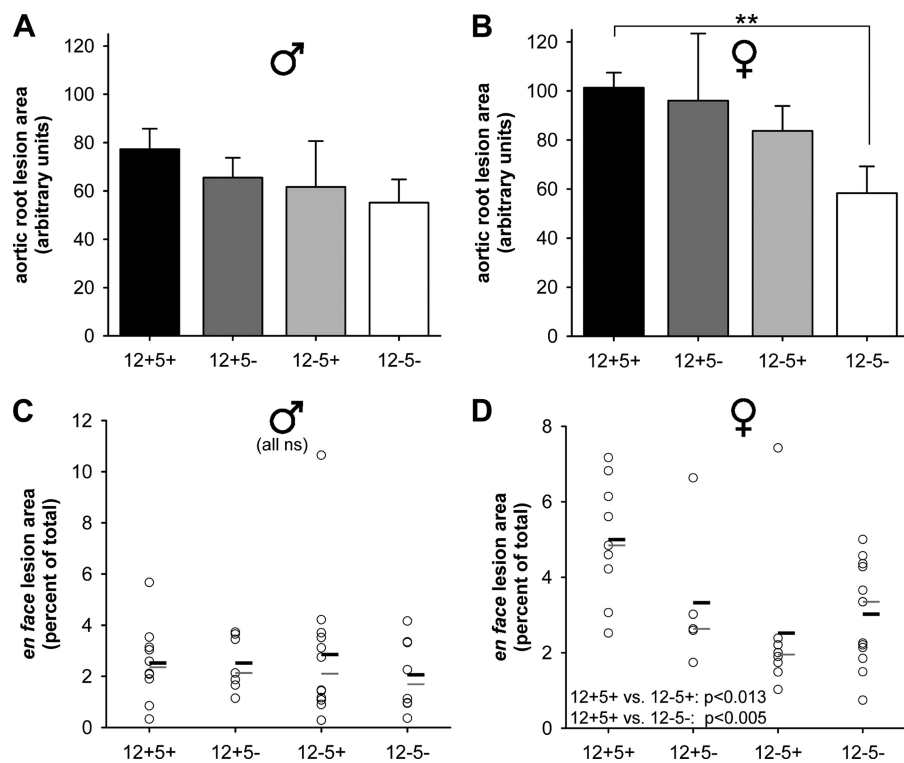 A
♂
aortic root lesion area
(arbitrary units)
120
100
80
60
40
20
0
12+5+ 12+5- 12-5+ 12-5-
B
♀
**
aortic root lesion area
(arbitrary units)
120
100
80
60
40
20
0
12+5+ 12+5- 12-5+ 12-5-
C
♂
(all ns)
en face lesion area
(percent of total)
12
10
8
6
4
2
0
12+5+ 12+5- 12-5+ 12-5-
D
♀
en face lesion area
(percent of total)
8
6
4
2
0
12+5+ vs. 12-5+: p<0.013
12+5+ vs. 12-5-: p<0.005
12+5+ 12+5- 12-5+ 12-5-